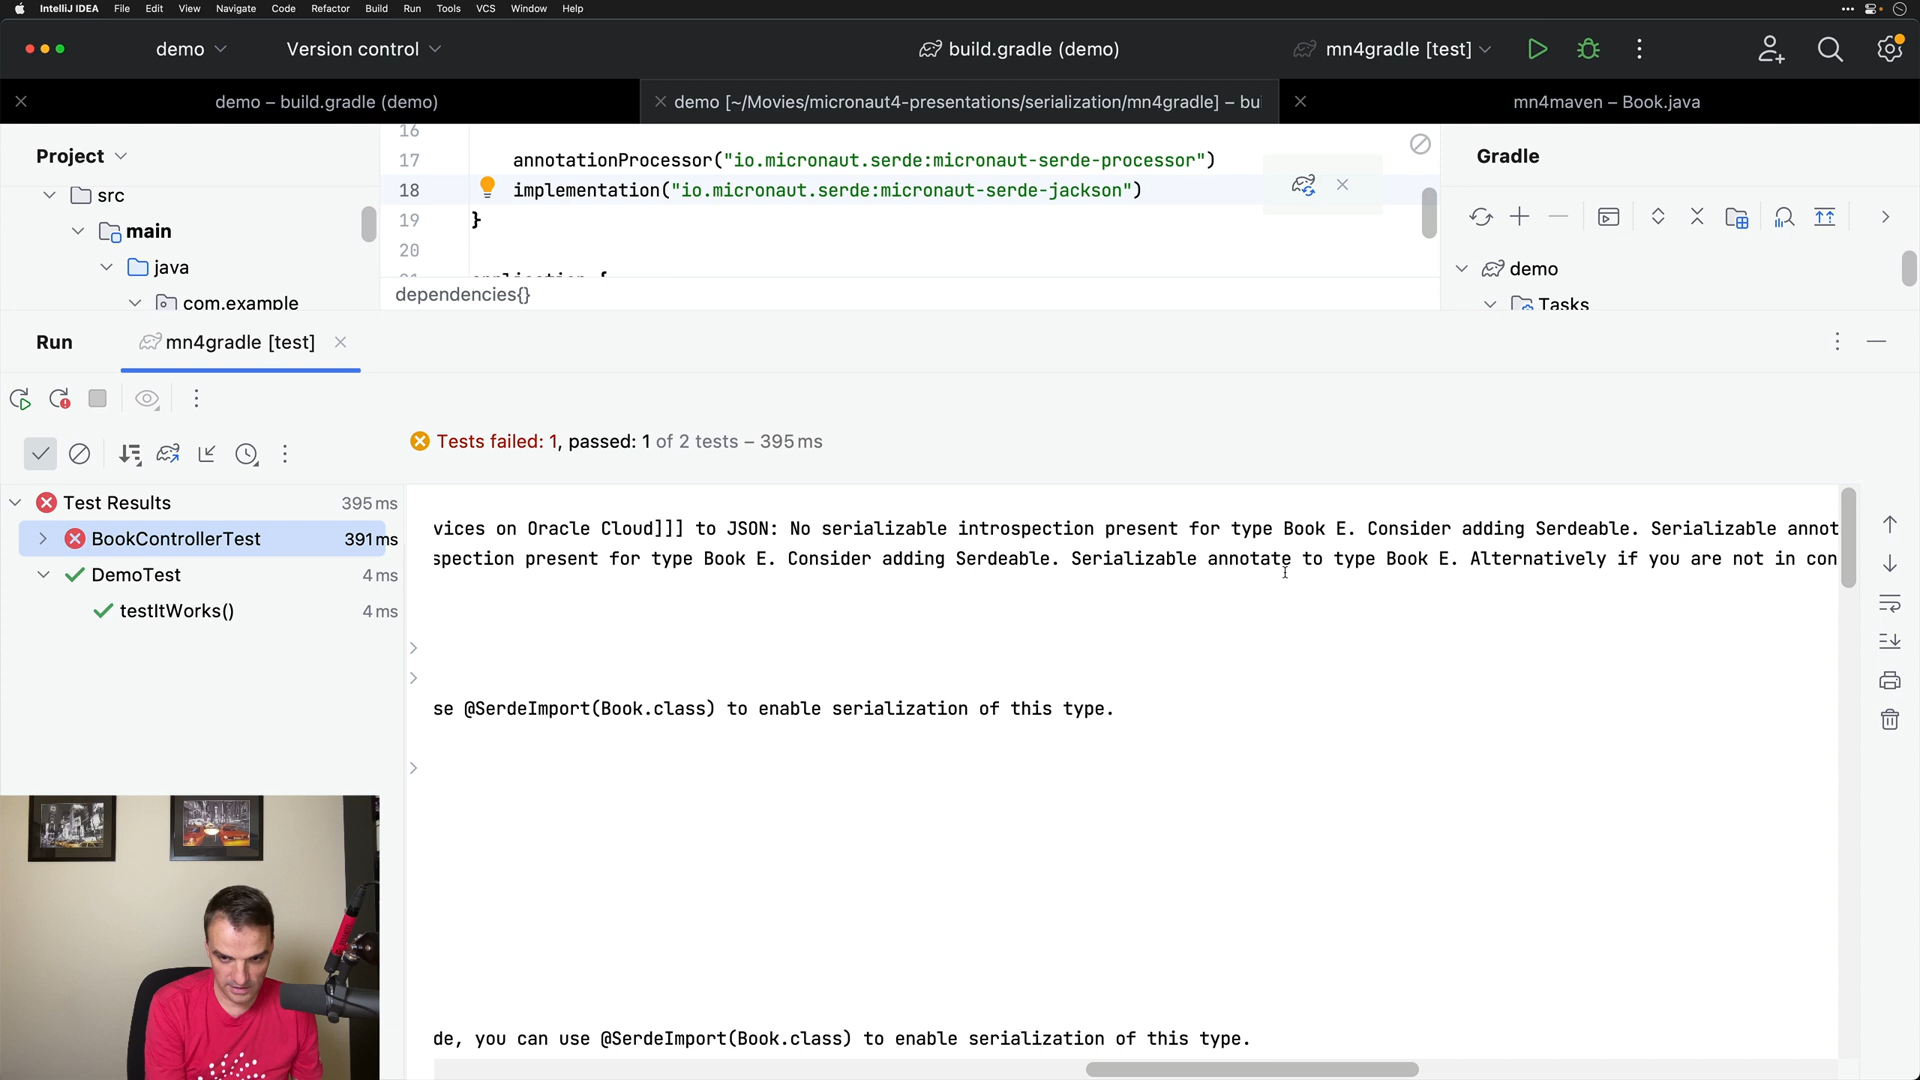 IntelliJ IDEA File Edit View Navigate Code Refactor Build Run Tools VCS Window Help
demo Version control build.gradle (demo) mn4gradle [test]
demo – build.gradle (demo) demo [~/Movies/micronaut4-presentations/serialization/mn4gradle] – bu mn4maven – Book.java
Project
src
main
java
com.example
16
17 annotationProcessor("io.micronaut.serde:micronaut-serde-processor")
18 implementation("io.micronaut.serde:micronaut-serde-jackson")
19 }
20
dependencies{}
Gradle
demo
Tasks
Run mn4gradle [test]
Tests failed: 1, passed: 1 of 2 tests – 395 ms
Test Results 395 ms
BookControllerTest 391 ms
DemoTest 4 ms
testItWorks() 4 ms
vices on Oracle Cloud]]] to JSON: No serializable introspection present for type Book E. Consider adding Serdeable. Serializable annot
spection present for type Book E. Consider adding Serdeable. Serializable annotate to type Book E. Alternatively if you are not in con
se @SerdeImport(Book.class) to enable serialization of this type.
de, you can use @SerdeImport(Book.class) to enable serialization of this type.